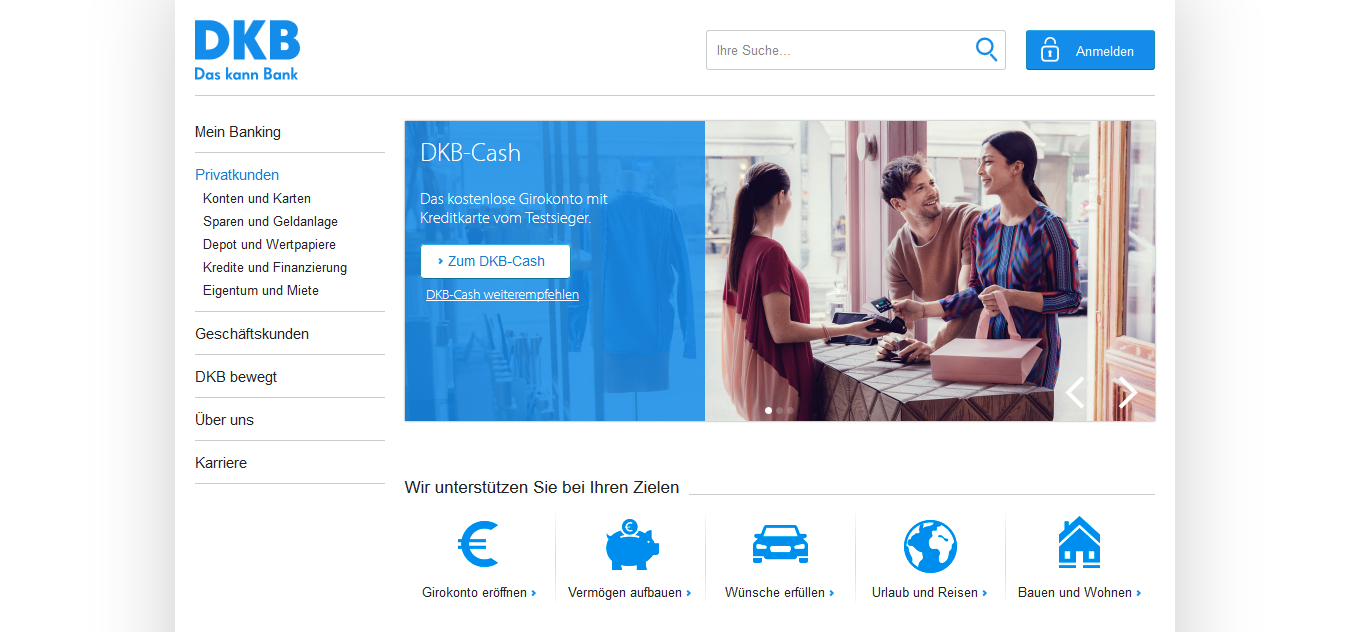 DKB
Das kann Bank
Ihre Suche...
Anmelden
Mein Banking
Privatkunden
Konten und Karten
Sparen und Geldanlage
Depot und Wertpapiere
Kredite und Finanzierung
Eigentum und Miete
Geschäftskunden
DKB bewegt
Über uns
Karriere
DKB-Cash
Das kostenlose Girokonto mit
Kreditkarte vom Testsieger.
› Zum DKB-Cash
DKB-Cash weiterempfehlen
Wir unterstützen Sie bei Ihren Zielen
Girokonto eröffnen ›
Vermögen aufbauen ›
Wünsche erfüllen ›
Urlaub und Reisen ›
Bauen und Wohnen ›